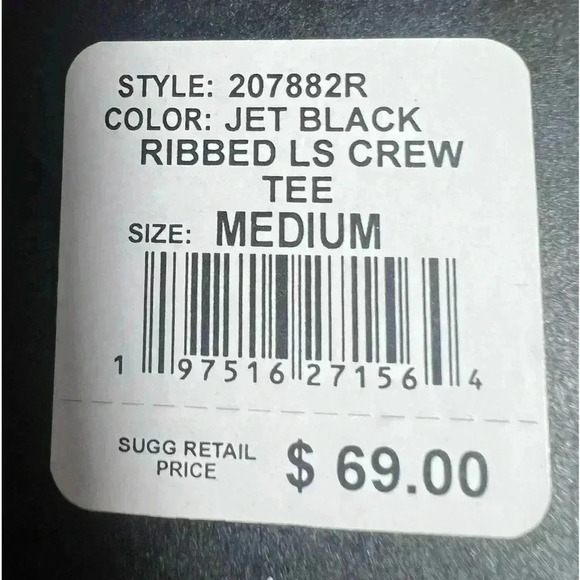 STYLE: 207882R
COLOR: JET BLACK
RIBBED LS CREW
TEE
SIZE: MEDIUM
1 97516 27156 4
SUGG RETAIL
PRICE
$ 69.00